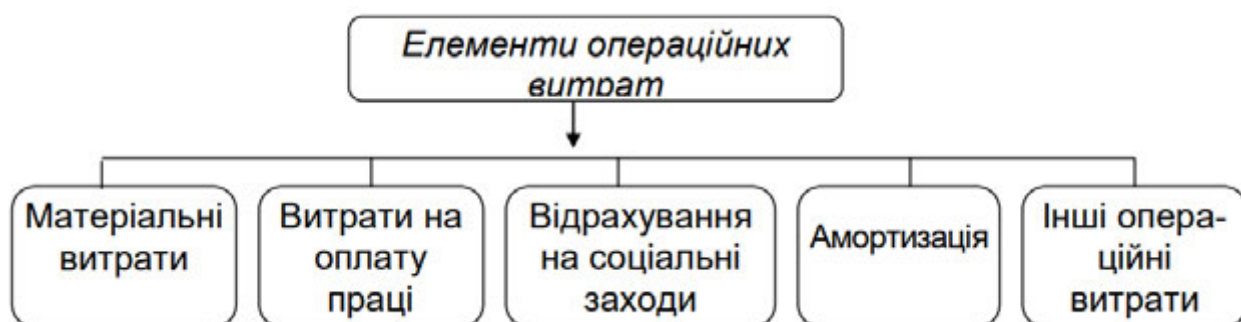 Елементи операційних
витрат
Матеріальні
витрати
Витрати на
оплату
праці
Відрахування
на соціальні
заходи
Амортизація
Інші опера-
ційні
витрати